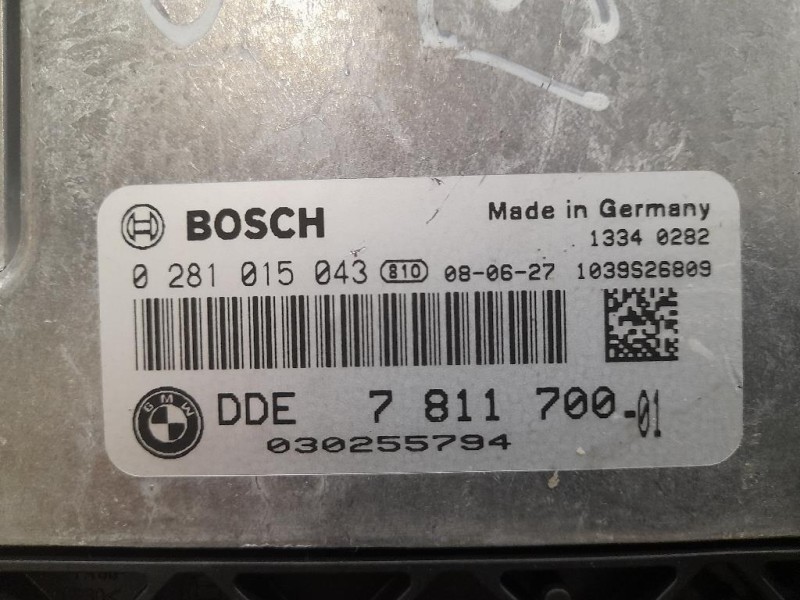 BOSCH
Made in Germany
1334 0282
0 281 015 043 810 08-06-27 1039S26809
BMW DDE 7 811 700-01
030255794